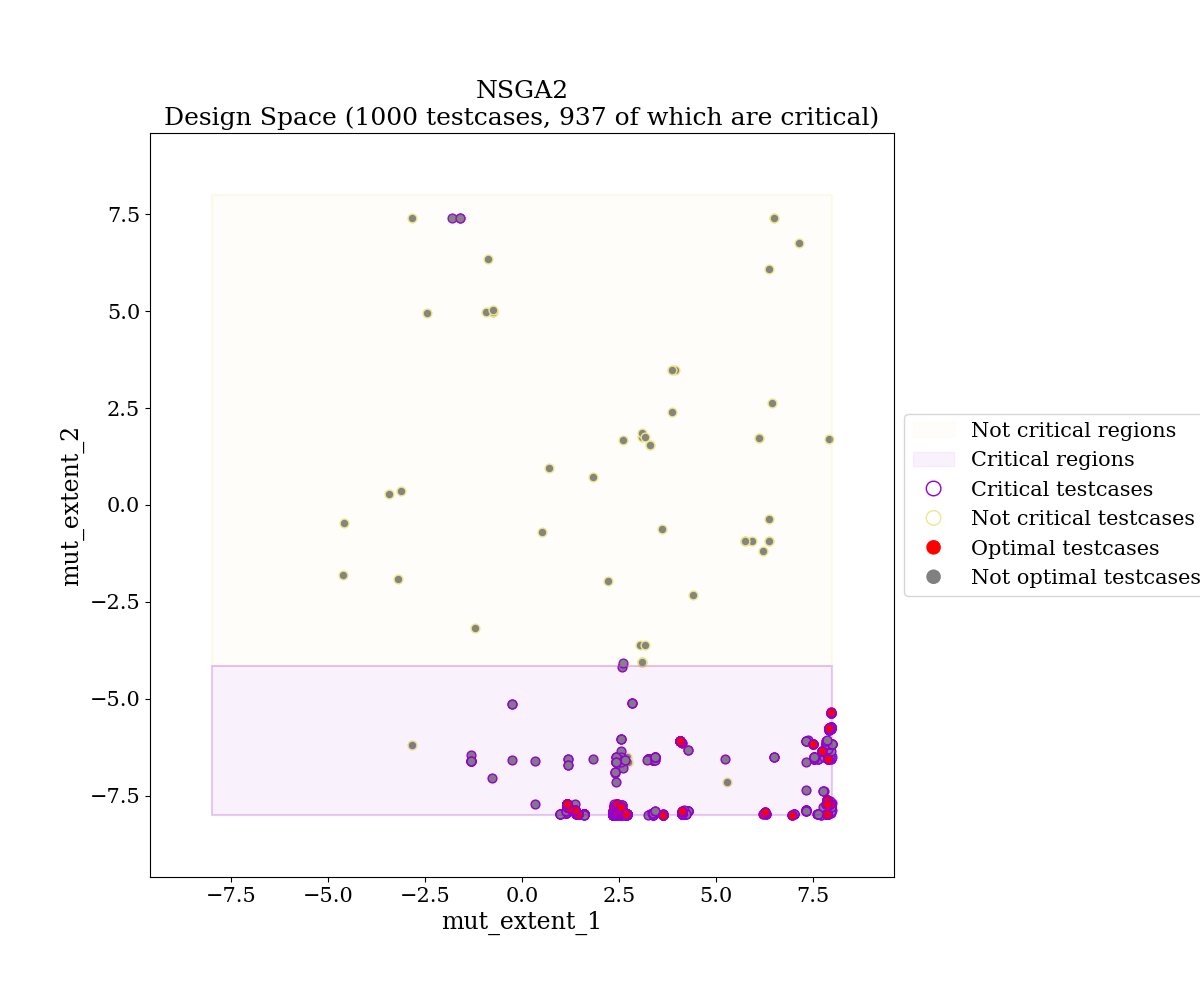 NSGA2
Design Space (1000 testcases, 937 of which are critical)
7.5
5.0
2.5
0.0
−2.5
−5.0
−7.5
mut_extent_2
−7.5
−5.0
−2.5
0.0
2.5
5.0
7.5
mut_extent_1
Not critical regions
Critical regions
Critical testcases
Not critical testcases
Optimal testcases
Not optimal testcases